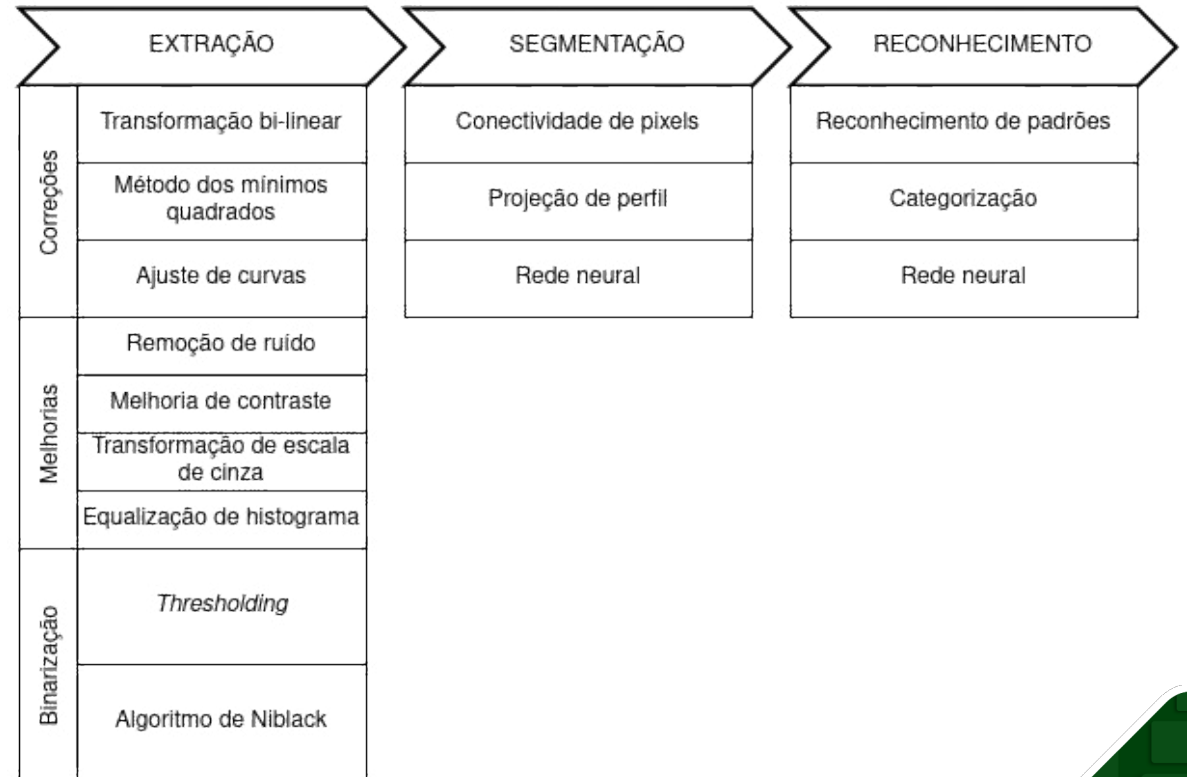 EXTRAÇÃO
SEGMENTAÇÃO
RECONHECIMENTO
Correções
Transformação bi-linear
Método dos mínimos
quadrados
Ajuste de curvas
Melhorias
Remoção de ruído
Melhoria de contraste
Transformação de escala
de cinza
Equalização de histograma
Binarização
Thresholding
Algoritmo de Niblack
Conectividade de pixels
Projeção de perfil
Rede neural
Reconhecimento de padrões
Categorização
Rede neural